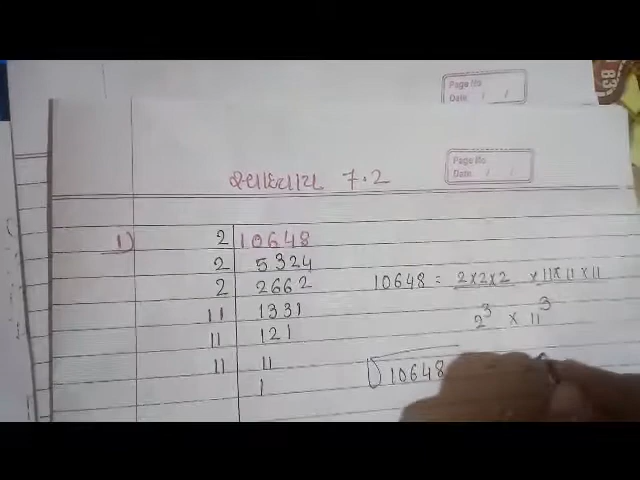 Page No
Date / /
Page No
Date / /
સ્વાધ્યાય 7.2
1) 2 10648
2 5324
2 2662 10648 = 2×2×2 ×11×11×11
11 1331 2³ × 11³
11 121
11 11 10648
1